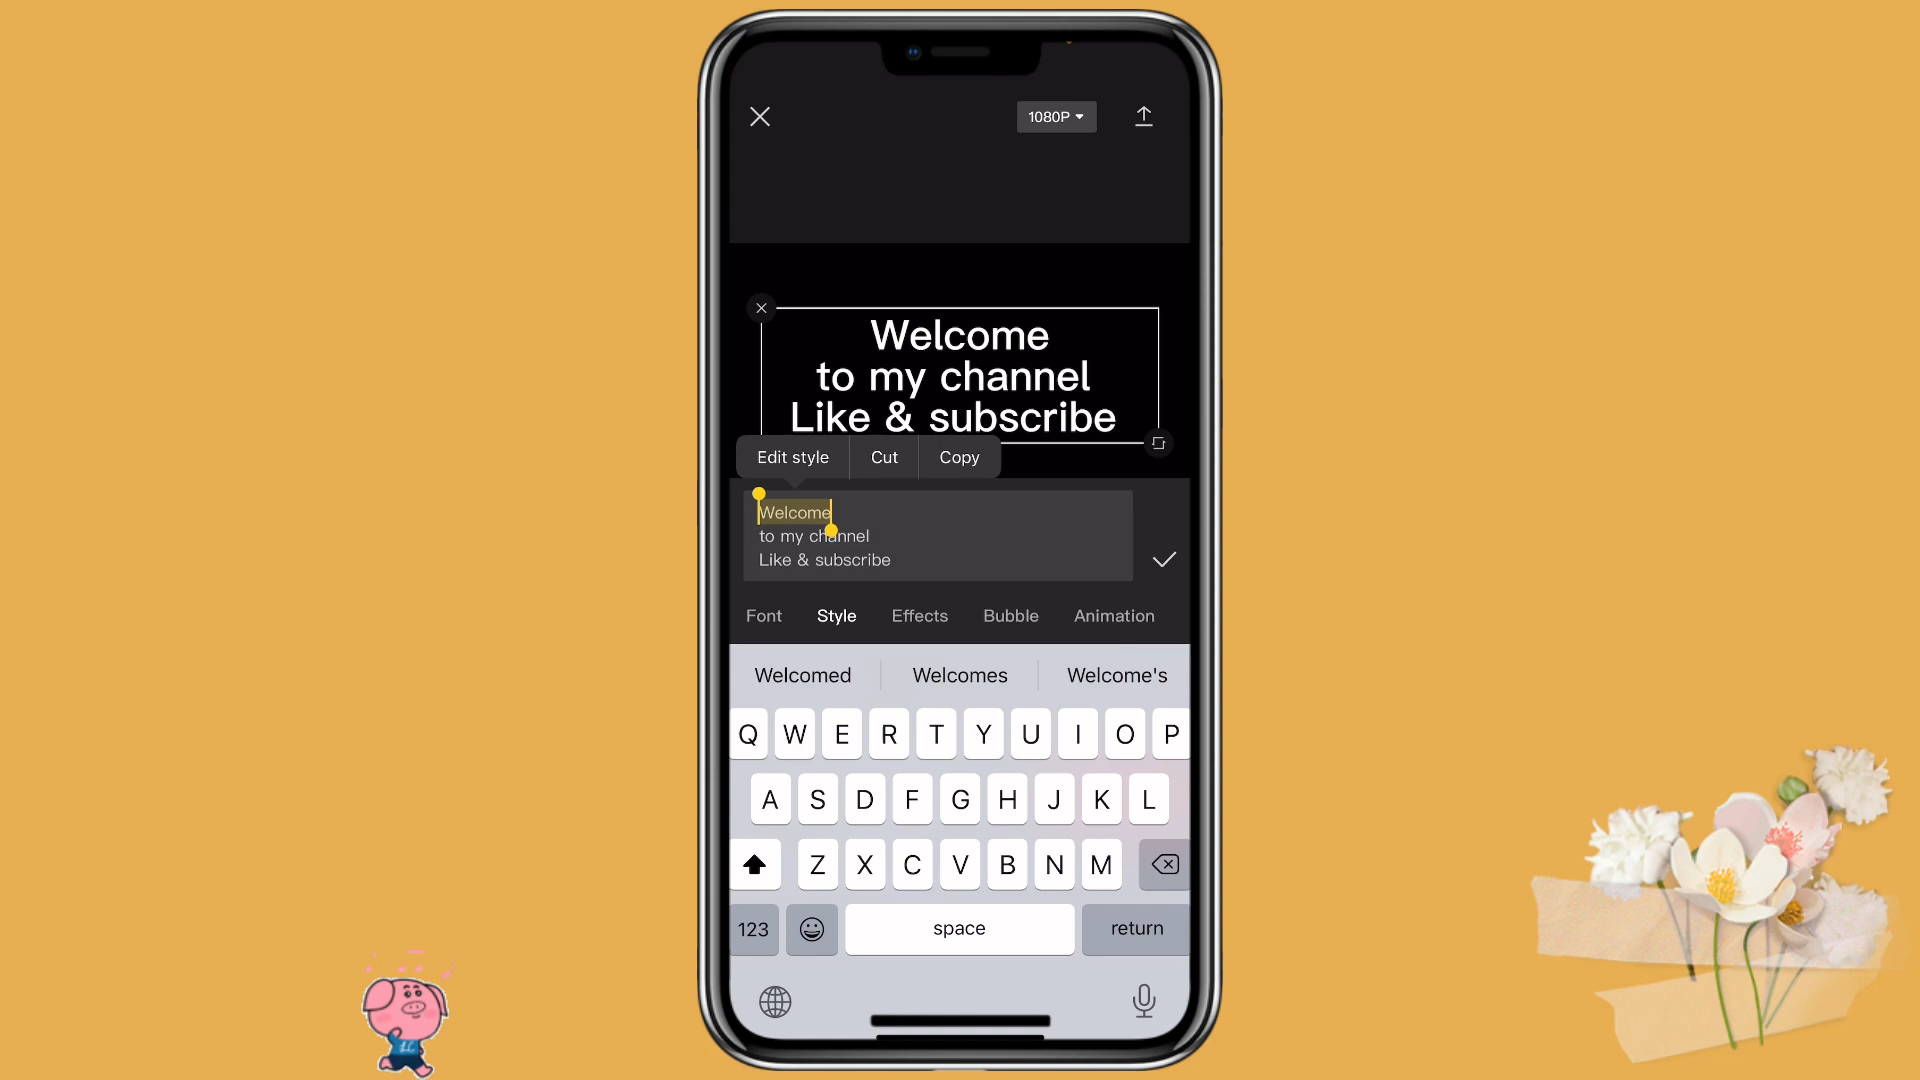 1080P
Welcome
to my channel
Like & subscribe
Edit style Cut Copy
Welcome
to my channel
Like & subscribe
Font Style Effects Bubble Animation
Welcomed Welcomes Welcome's
Q W E R T Y U I O P
A S D F G H J K L
Z X C V B N M
123 space return